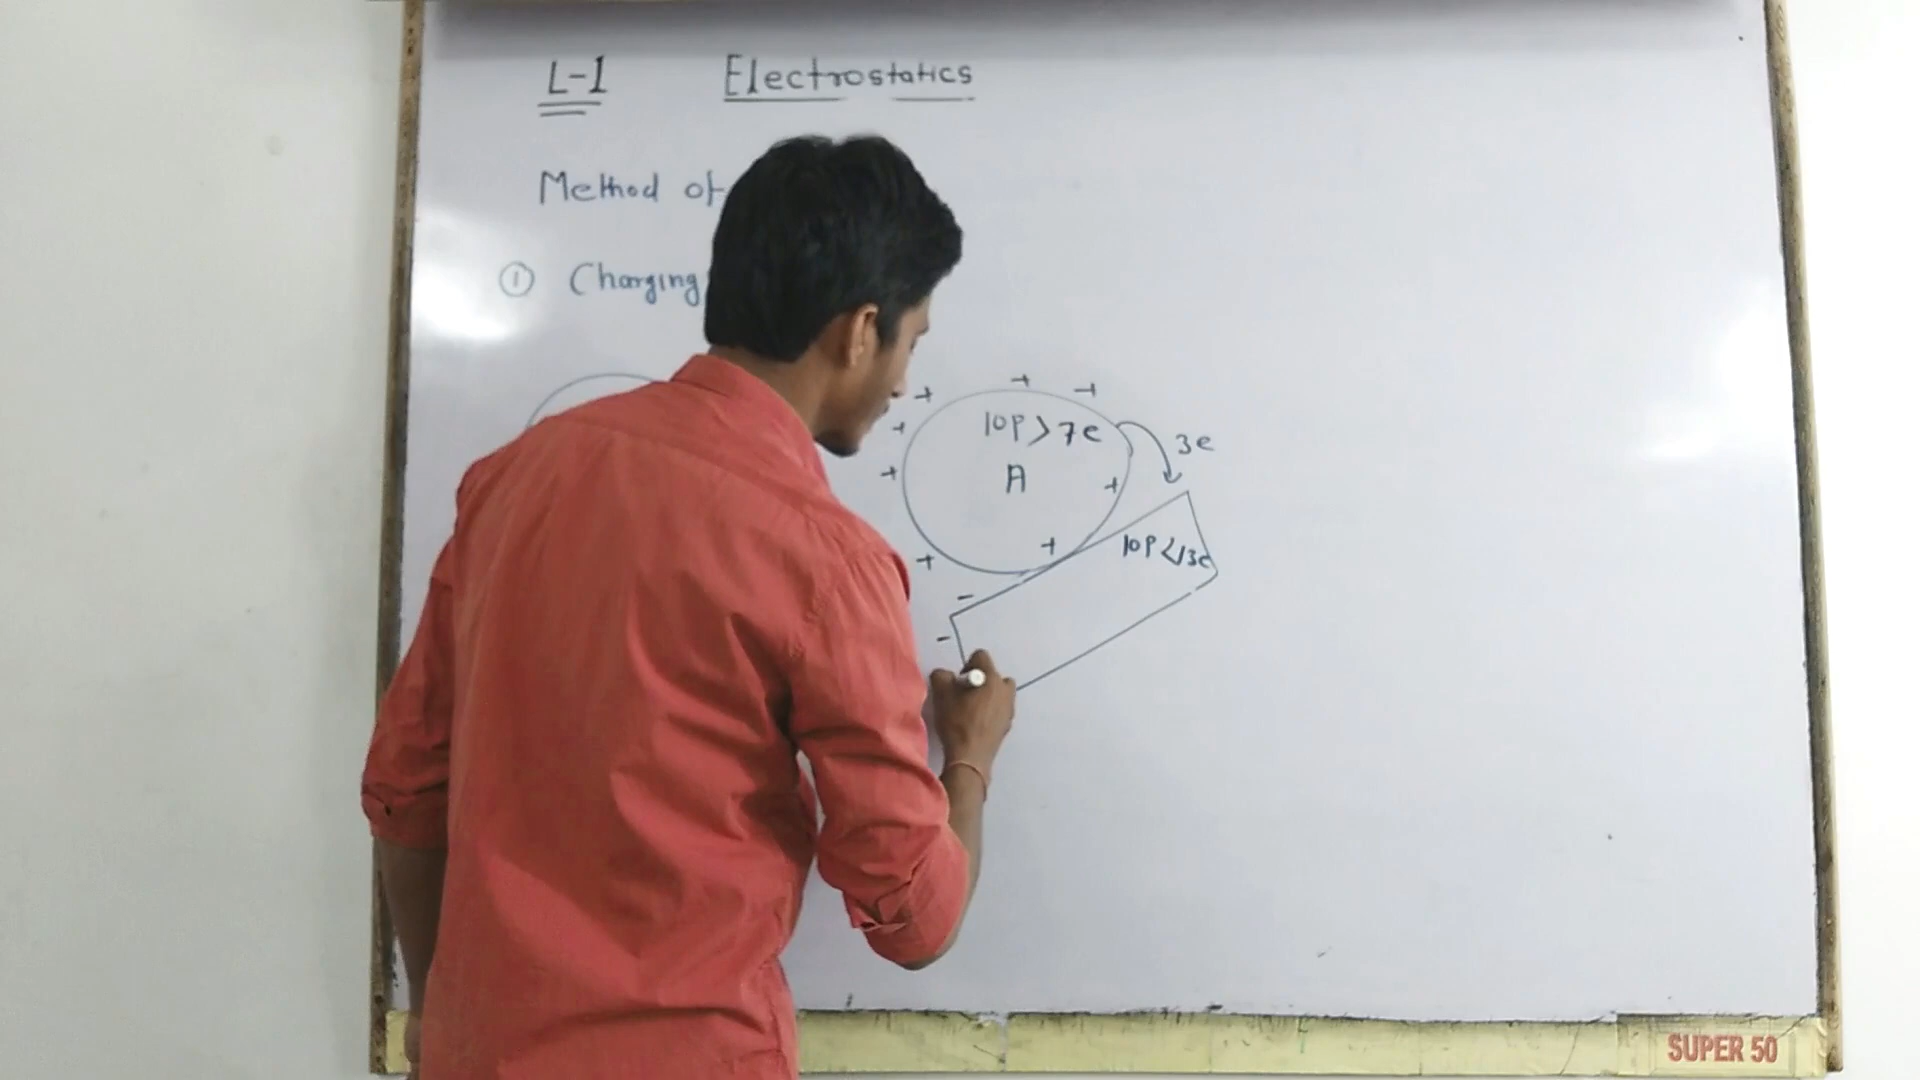 L-1 Electrostatics
Method of
① Charging
+ + +
10P > 7e
+
3e
+ A +
+ +
10P < 13e
-
-
SUPER 50